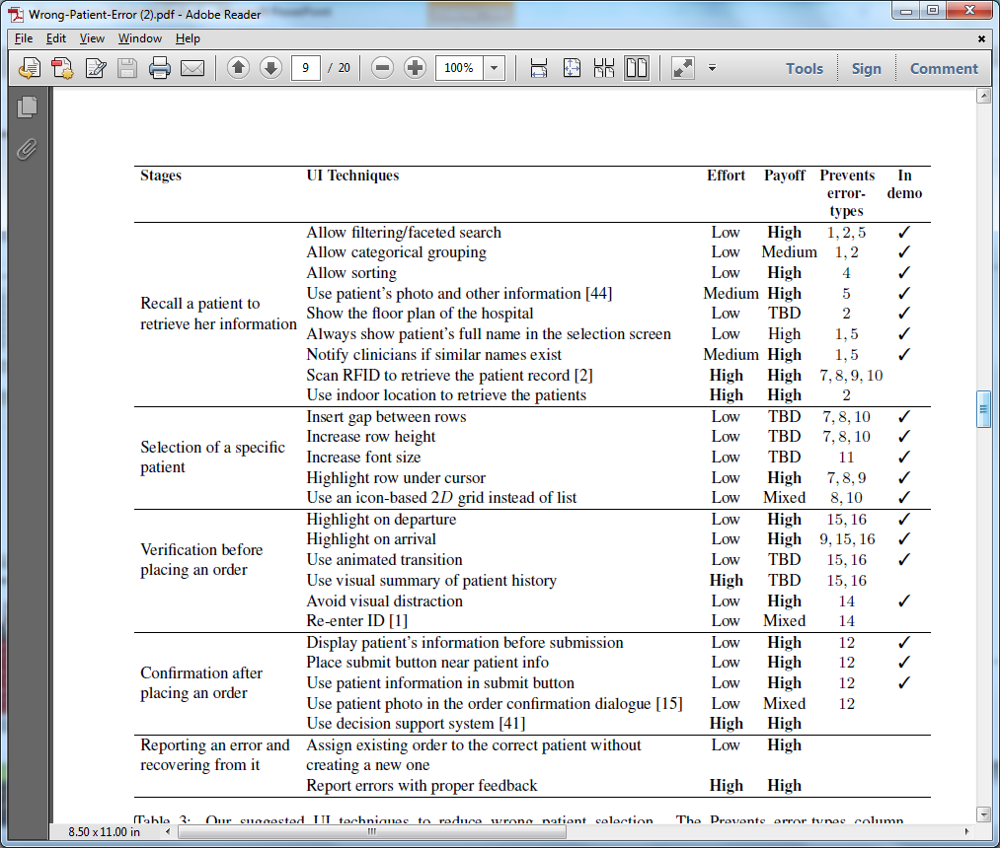 Wrong-Patient-Error (2).pdf - Adobe Reader
File Edit View Window Help
9 / 20 100% Tools Sign Comment
Stages UI Techniques Effort Payoff Prevents error-types In demo
Recall a patient to retrieve her information
Allow filtering/faceted search Low High 1, 2, 5 ✓
Allow categorical grouping Low Medium 1, 2 ✓
Allow sorting Low High 4 ✓
Use patient's photo and other information [44] Medium High 5 ✓
Show the floor plan of the hospital Low TBD 2 ✓
Always show patient's full name in the selection screen Low High 1, 5 ✓
Notify clinicians if similar names exist Medium High 1, 5 ✓
Scan RFID to retrieve the patient record [2] High High 7, 8, 9, 10
Use indoor location to retrieve the patients High High 2
Selection of a specific patient
Insert gap between rows Low TBD 7, 8, 10 ✓
Increase row height Low TBD 7, 8, 10 ✓
Increase font size Low TBD 11 ✓
Highlight row under cursor Low High 7, 8, 9 ✓
Use an icon-based 2D grid instead of list Low Mixed 8, 10 ✓
Verification before placing an order
Highlight on departure Low High 15, 16 ✓
Highlight on arrival Low High 9, 15, 16 ✓
Use animated transition Low TBD 15, 16 ✓
Use visual summary of patient history High TBD 15, 16
Avoid visual distraction Low High 14 ✓
Re-enter ID [1] Low Mixed 14
Confirmation after placing an order
Display patient's information before submission Low High 12 ✓
Place submit button near patient info Low High 12 ✓
Use patient information in submit button Low High 12 ✓
Use patient photo in the order confirmation dialogue [15] Low Mixed 12
Use decision support system [41] High High
Reporting an error and recovering from it
Assign existing order to the correct patient without creating a new one Low High
Report errors with proper feedback High High
Table 3: Our suggested UI techniques to reduce wrong patient selection. The Prevents error-types column
8.50 x 11.00 in